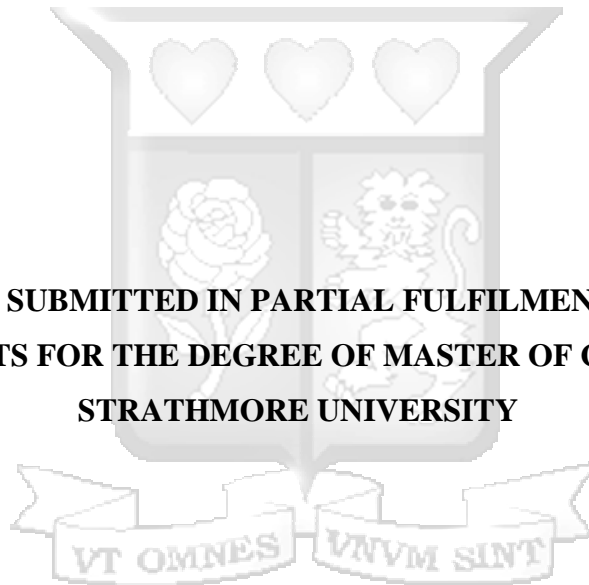 SUBMITTED IN PARTIAL FULFILMEN
TS FOR THE DEGREE OF MASTER OF
STRATHMORE UNIVERSITY
VT OMNES VNVM SINT